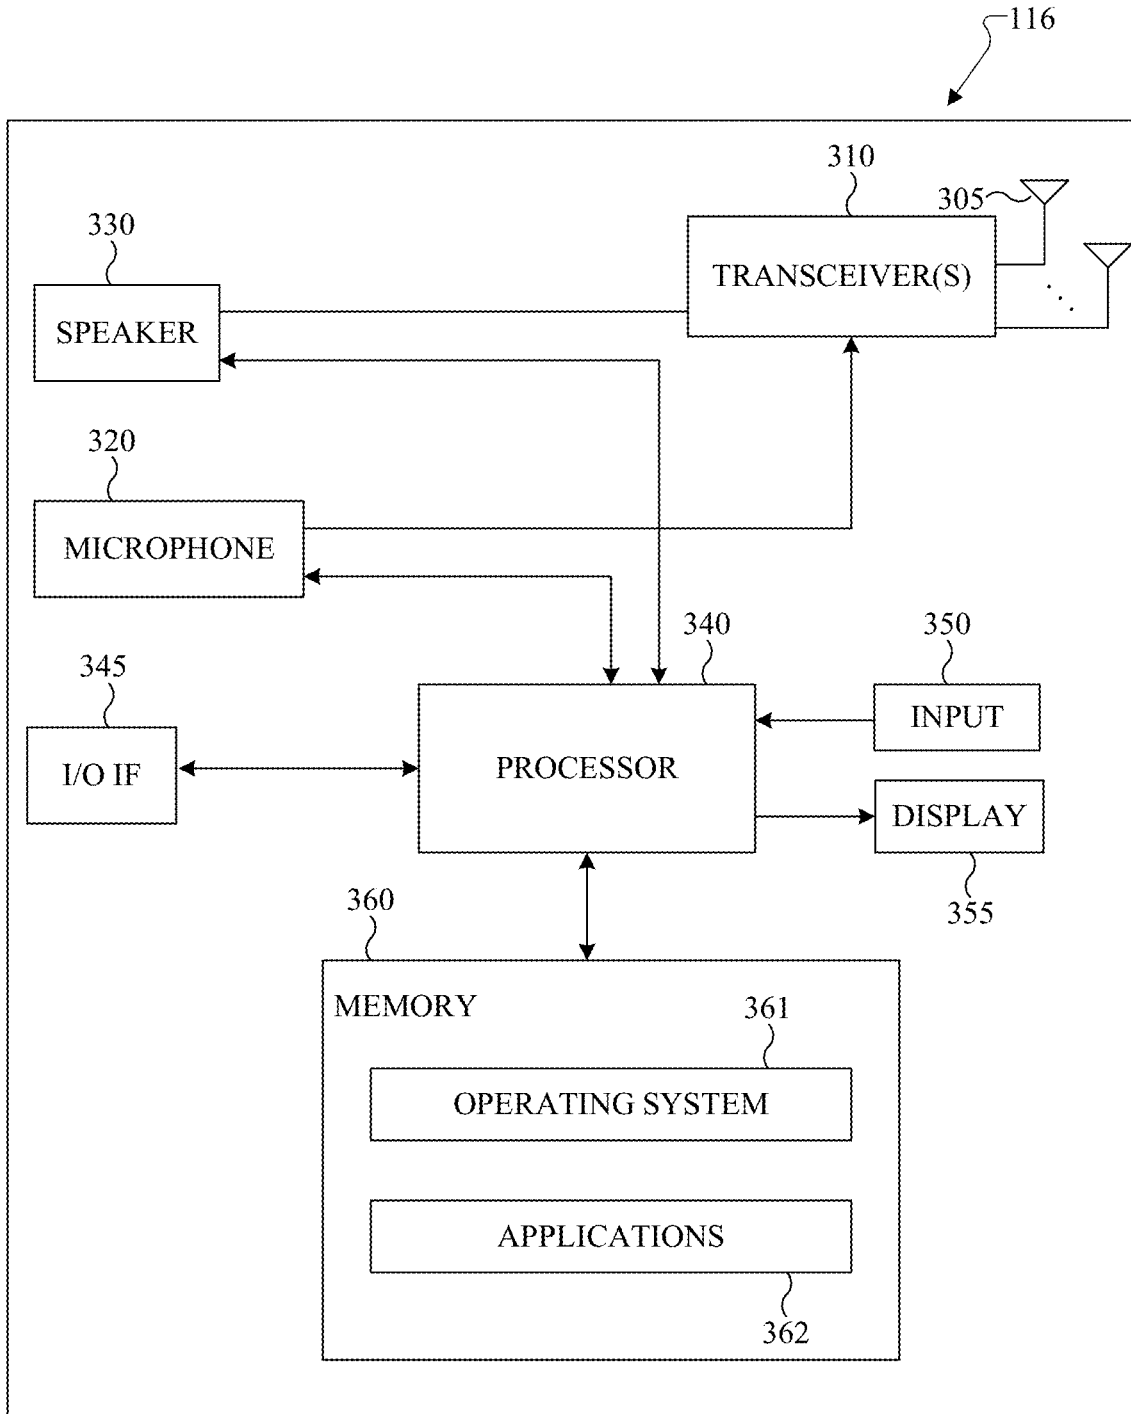 116
310
305
330
TRANSCEIVER(S)
SPEAKER
320
MICROPHONE
340
350
345
INPUT
I/O IF
PROCESSOR
DISPLAY
360
355
MEMORY
361
OPERATING SYSTEM
APPLICATIONS
362